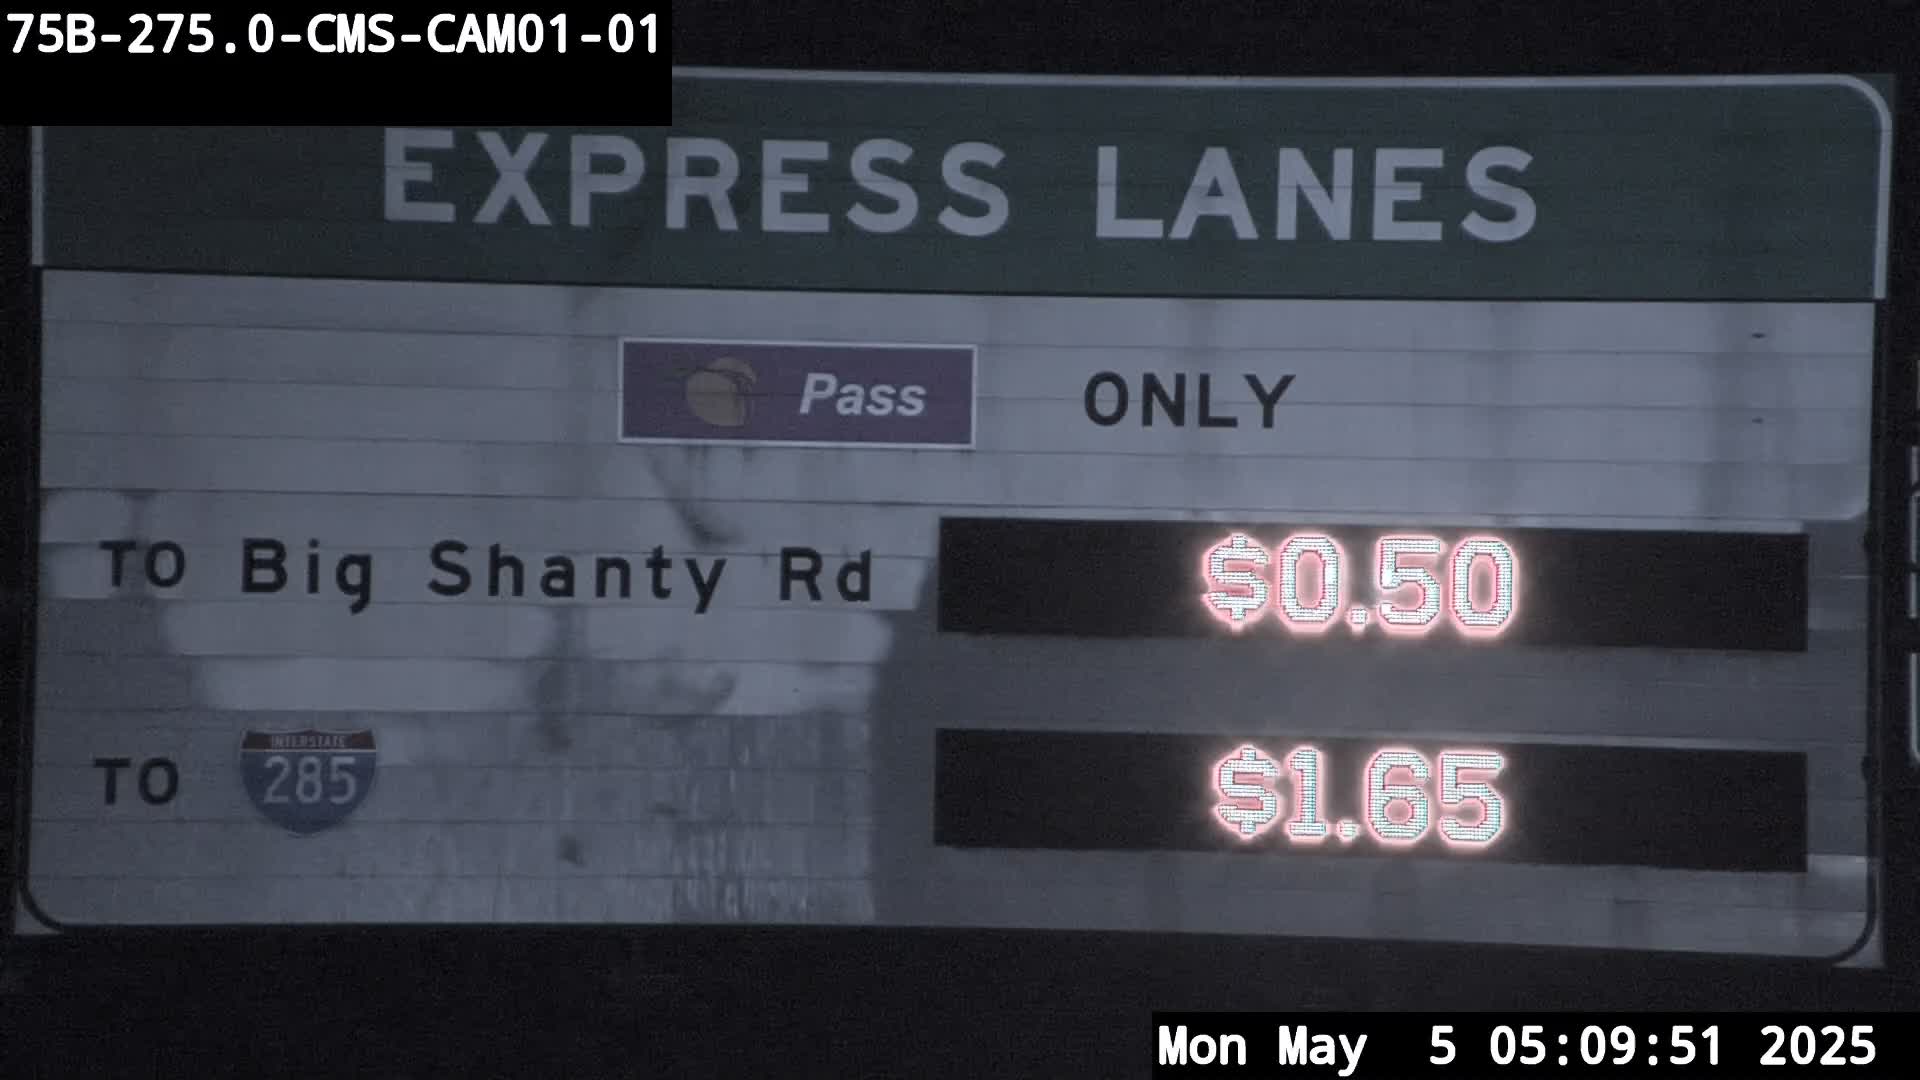 75B-275.0-CMS-CAM01-01
EXPRESS LANES
Pass ONLY
TO Big Shanty Rd $0.50
TO INTERSTATE 285 $1.65
Mon May 5 05:09:51 2025